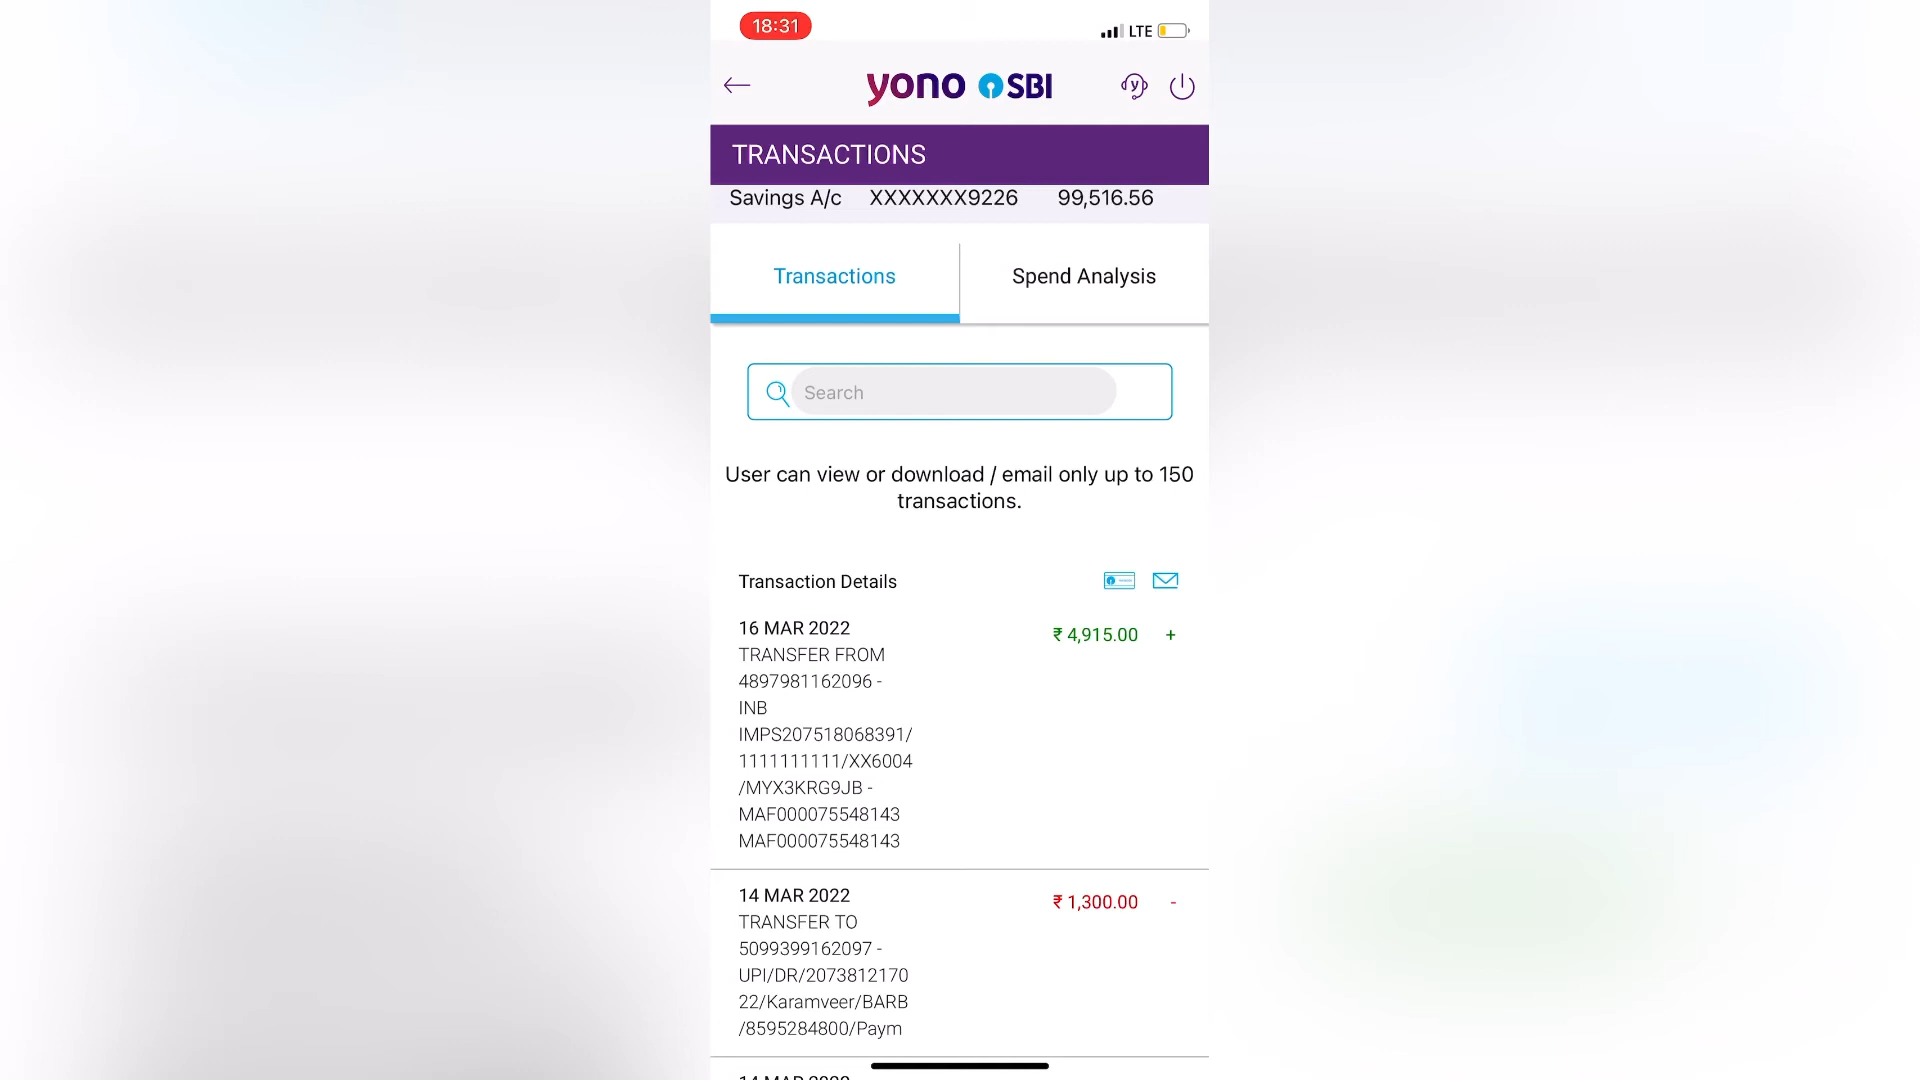 18:31
LTE
yono SBI
TRANSACTIONS
Savings A/c XXXXXXX9226 99,516.56
Transactions Spend Analysis
Search
User can view or download / email only up to 150
transactions.
Transaction Details
16 MAR 2022 ₹ 4,915.00 +
TRANSFER FROM
4897981162096 -
INB
IMPS207518068391/
1111111111/XX6004
/MYX3KRG9JB -
MAF000075548143
MAF000075548143
14 MAR 2022 ₹ 1,300.00 -
TRANSFER TO
5099399162097 -
UPI/DR/2073812170
22/Karamveer/BARB
/8595284800/Paym
14 MAR 2022